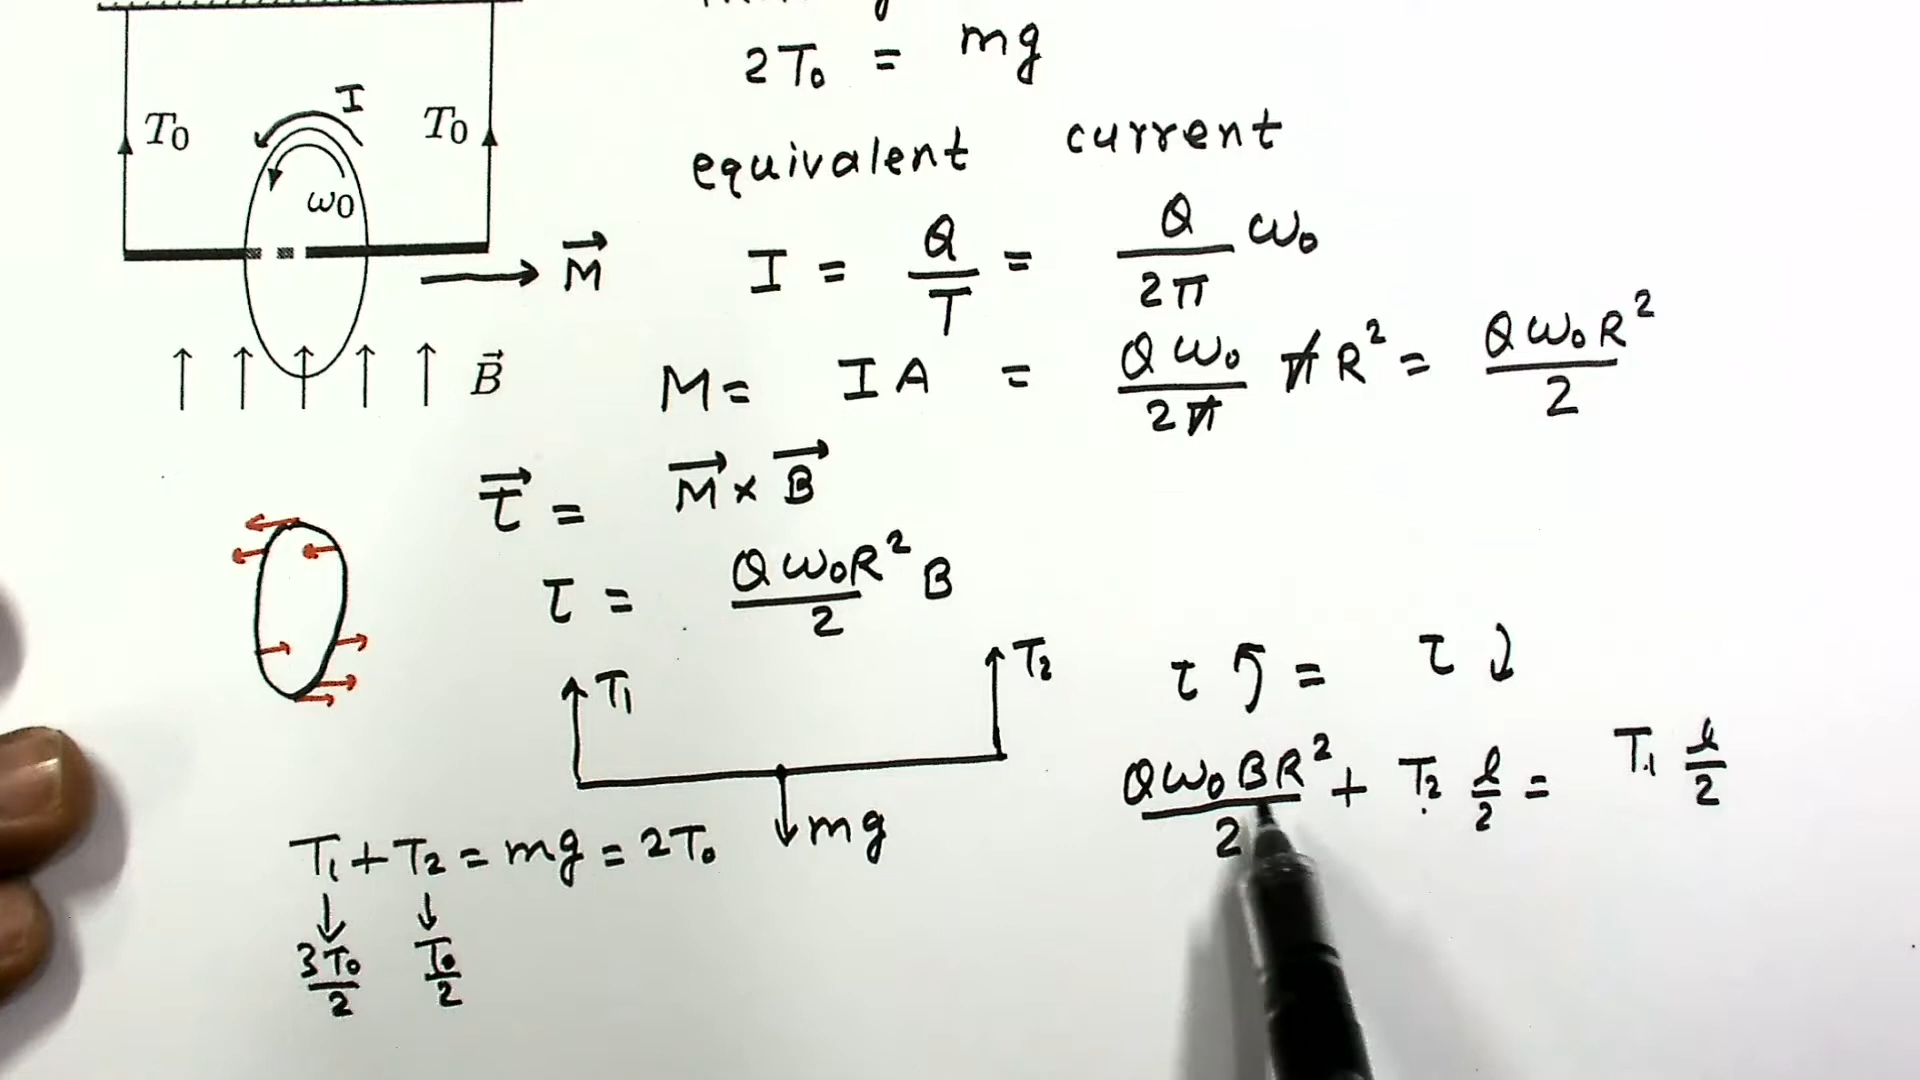 2T₀ = mg
I
T₀
T₀
ω₀
equivalent current
I = Q/T = Q/2π ω₀
M⃗
B⃗
M = IA = Qω₀/2π πR² = Qω₀R²/2
τ⃗ = M⃗ × B⃗
τ = Qω₀R²/2 B
T₁
T₂
mg
τ ↺ = τ ↻
Qω₀BR²/2 + T₂ l/2 = T₁ l/2
T₁ + T₂ = mg = 2T₀
↓ ↓
3T₀/2 T₀/2